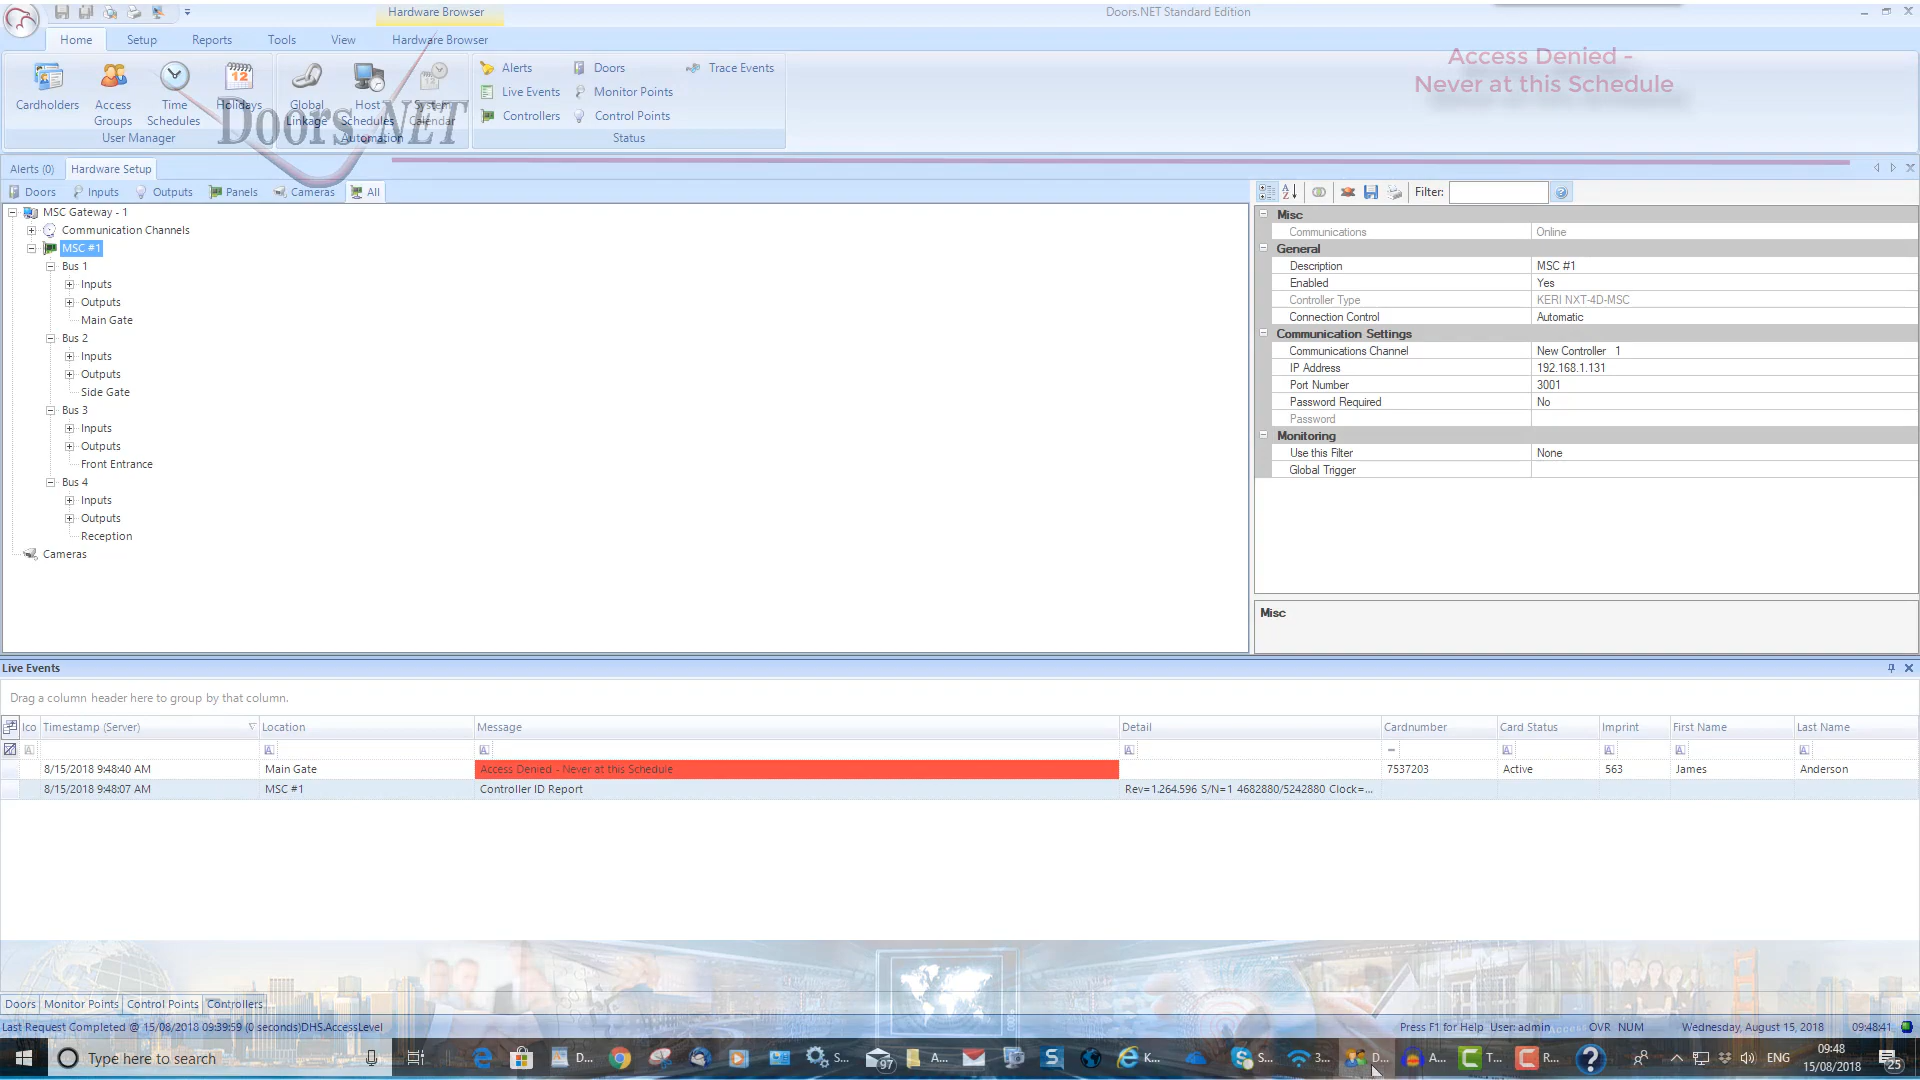 Hardware Browser
Doors.NET Standard Edition
Home
Setup
Reports
Tools
View
Hardware Browser
Access Denied -
Never at this Schedule
Cardholders
Access
Groups
Time
Schedules
12
Holidays
Global
Linkage
Host
Schedules
System
Calendar
Doors.NET
User Manager
Automation
Alerts
Live Events
Controllers
Doors
Monitor Points
Control Points
Trace Events
Status
Alerts (0)
Hardware Setup
Doors
Inputs
Outputs
Panels
Cameras
All
MSC Gateway - 1
Communication Channels
MSC #1
Bus 1
Inputs
Outputs
Main Gate
Bus 2
Inputs
Outputs
Side Gate
Bus 3
Inputs
Outputs
Front Entrance
Bus 4
Inputs
Outputs
Reception
Cameras
Filter:
Misc
Communications Online
General
Description MSC #1
Enabled Yes
Controller Type KERI NXT-4D-MSC
Connection Control Automatic
Communication Settings
Communications Channel New Controller 1
IP Address 192.168.1.131
Port Number 3001
Password Required No
Password
Monitoring
Use this Filter None
Global Trigger
Misc
Live Events
Drag a column header here to group by that column.
Ico Timestamp (Server) Location Message Detail Cardnumber Card Status Imprint First Name Last Name
8/15/2018 9:48:40 AM Main Gate Access Denied - Never at this Schedule 7537203 Active 563 James Anderson
8/15/2018 9:48:07 AM MSC #1 Controller ID Report Rev=1.264.596 S/N=1 4682880/5242880 Clock=...
Doors Monitor Points Control Points Controllers
Last Request Completed @ 15/08/2018 09:39:59 (0 seconds)DHS.AccessLevel
Press F1 for Help User: admin OVR NUM Wednesday, August 15, 2018 09:48:41
Type here to search
D...
S...
97
A...
K...
S...
3...
D...
A...
T...
R...
ENG
09:48
15/08/2018
25